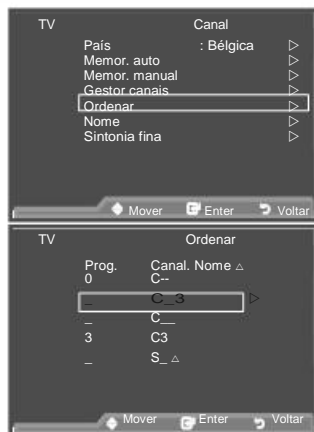 TV Canal
País : Bélgica ▷
Memor. auto ▷
Memor. manual ▷
Gestor canais ▷
Ordenar ▷
Nome ▷
Sintonia fina ▷
Mover Enter Voltar
TV Ordenar
Prog. Canal. Nome △
0 C--
_ C_3 ▷
_ C__
3 C3
_ S_ △
Mover Enter Voltar